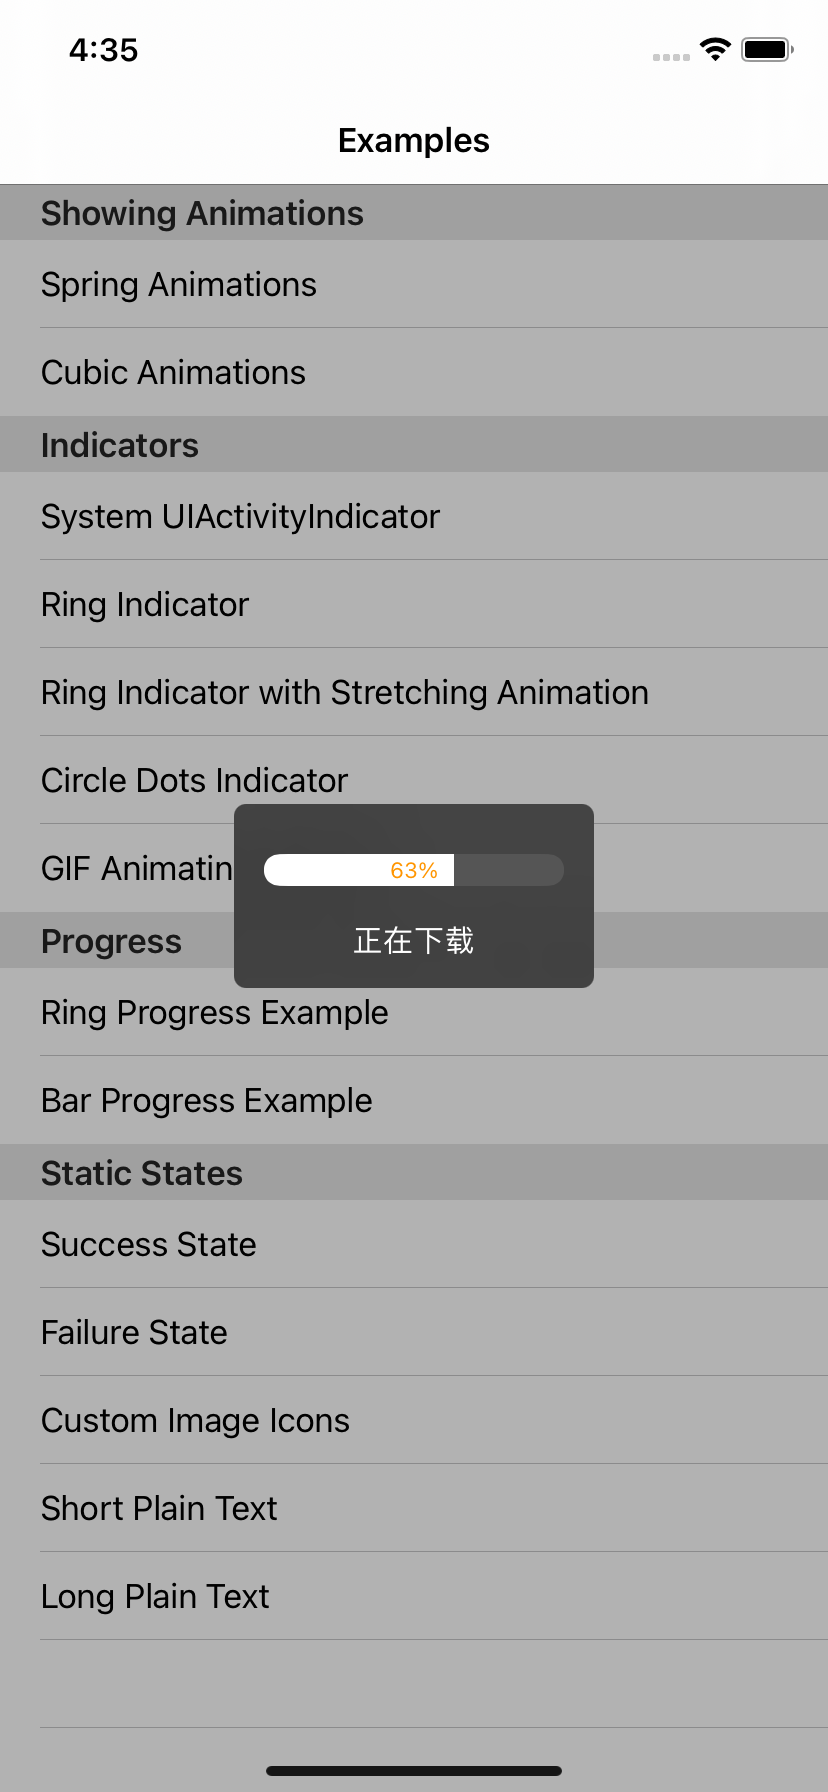 4:35
Examples
Showing Animations
Spring Animations
Cubic Animations
Indicators
System UIActivityIndicator
Ring Indicator
Ring Indicator with Stretching Animation
Circle Dots Indicator
GIF
63%
正在下载
Progress
Ring Progress Example
Bar Progress Example
Static States
Success State
Failure State
Custom Image Icons
Short Plain Text
Long Plain Text